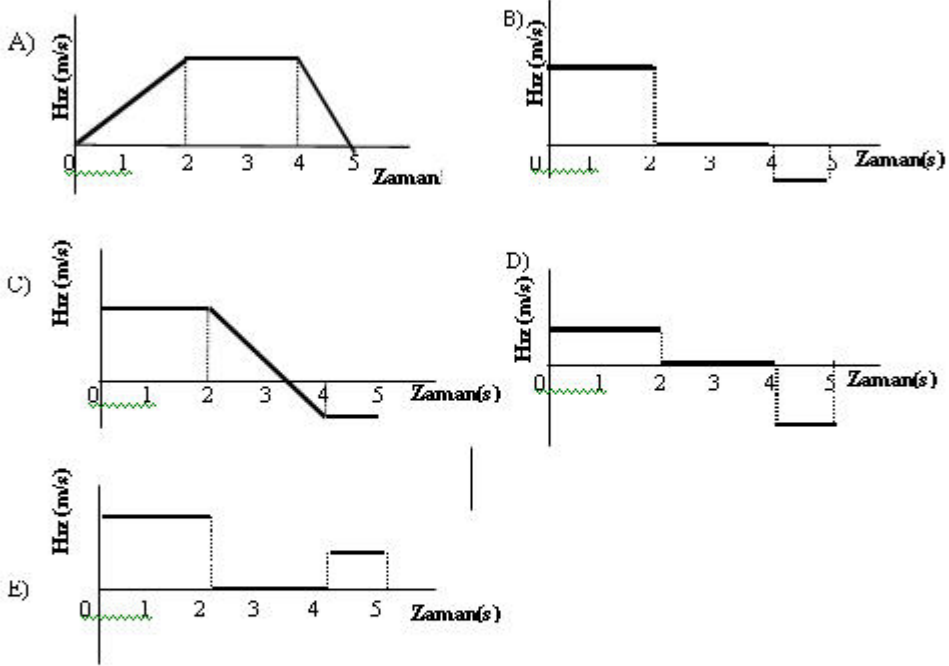 A)
Hız (m/s)
0 1 2 3 4 5
Zaman
B)
Hız (m/s)
0 1 2 3 4 5
Zaman(s)
C)
Hız (m/s)
0 1 2 3 4 5
Zaman(s)
D)
Hız (m/s)
0 1 2 3 4 5
Zaman(s)
E)
Hız (m/s)
0 1 2 3 4 5
Zaman(s)